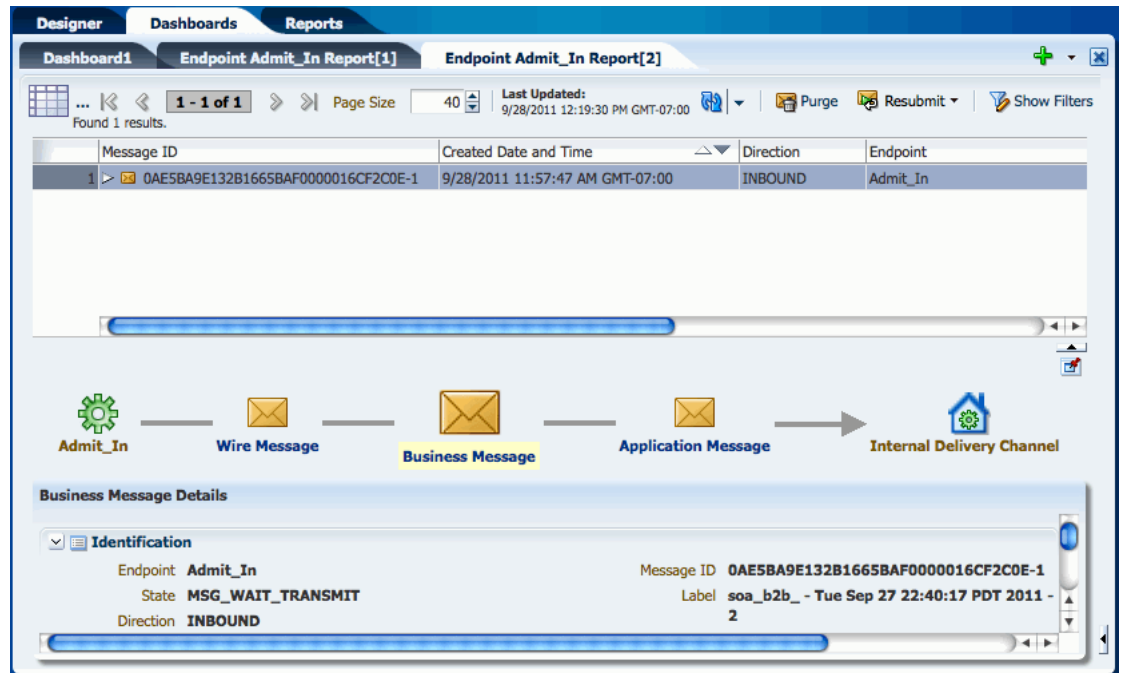 Designer Dashboards Reports
Dashboard1 Endpoint Admit_In Report[1] Endpoint Admit_In Report[2]
... 1 - 1 of 1 Page Size 40 Last Updated: 9/28/2011 12:19:30 PM GMT-07:00 Purge Resubmit Show Filters
Found 1 results.
Message ID Created Date and Time Direction Endpoint
1 0AE5BA9E132B1665BAF0000016CF2C0E-1 9/28/2011 11:57:47 AM GMT-07:00 INBOUND Admit_In
Admit_In Wire Message Business Message Application Message Internal Delivery Channel
Business Message Details
Identification
Endpoint Admit_In Message ID 0AE5BA9E132B1665BAF0000016CF2C0E-1
State MSG_WAIT_TRANSMIT Label soa_b2b_ - Tue Sep 27 22:40:17 PDT 2011 -
2
Direction INBOUND